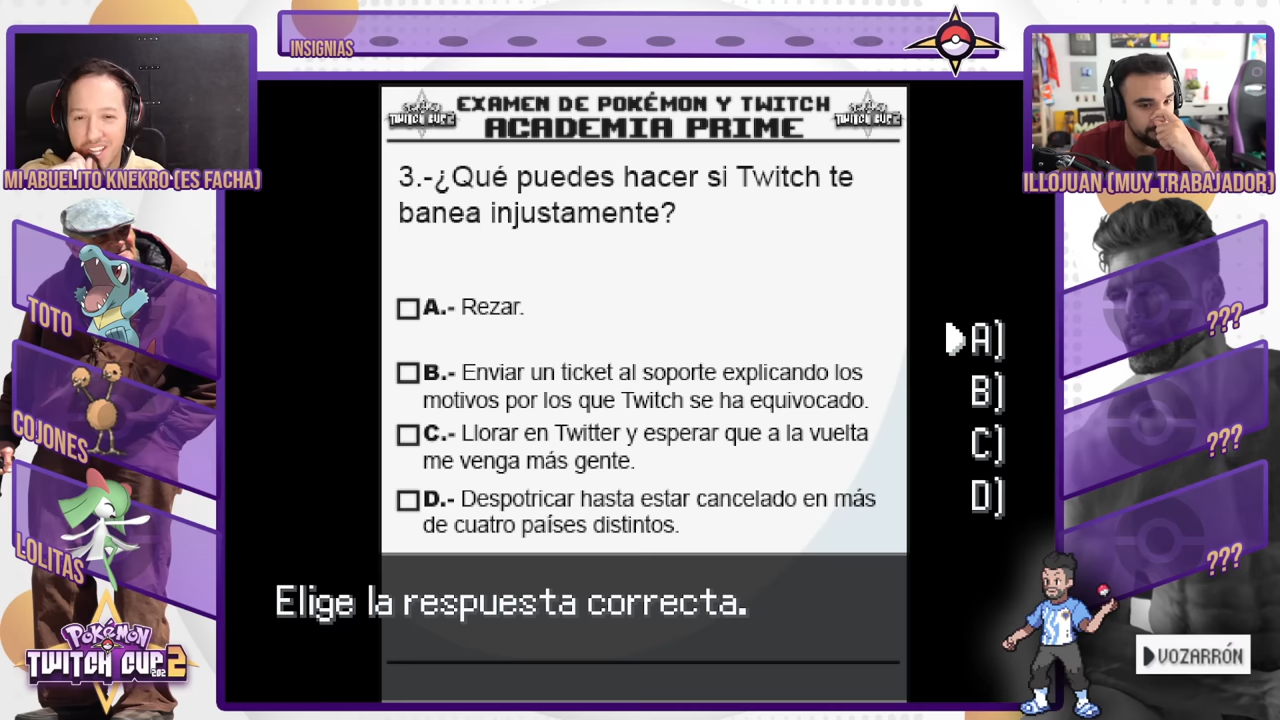 INSIGNIAS
MI ABUELITO KNEKRO (ES FACHA)
ILLOJUAN (MUY TRABAJADOR)
POKÉMON
TWITCH CUP 2
EXAMEN DE POKÉMON Y TWITCH
ACADEMIA PRIME
TWITCH CUP 2
3.-¿Qué puedes hacer si Twitch te
banea injustamente?
A.- Rezar.
B.- Enviar un ticket al soporte explicando los
motivos por los que Twitch se ha equivocado.
C.- Llorar en Twitter y esperar que a la vuelta
me venga más gente.
D.- Despotricar hasta estar cancelado en más
de cuatro países distintos.
A)
B)
C)
D)
Elige la respuesta correcta.
TOTO
COJONES
LOLITAS
POKÉMON
TWITCH CUP 2
202
???
???
???
VOZARRÓN